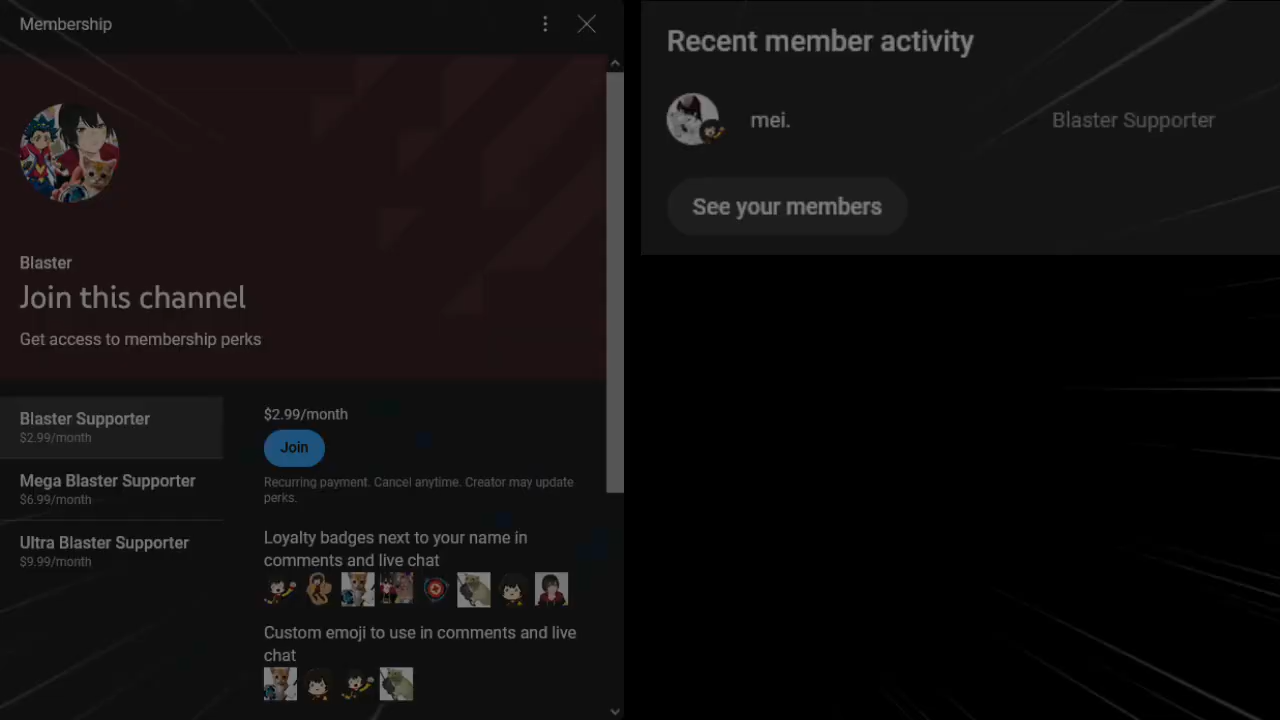 Membership
Blaster
Join this channel
Get access to membership perks
Blaster Supporter
$2.99/month
Mega Blaster Supporter
$6.99/month
Ultra Blaster Supporter
$9.99/month
$2.99/month
Join
Recurring payment. Cancel anytime. Creator may update
perks.
Loyalty badges next to your name in
comments and live chat
Custom emoji to use in comments and live
chat
Recent member activity
mei.
Blaster Supporter
See your members